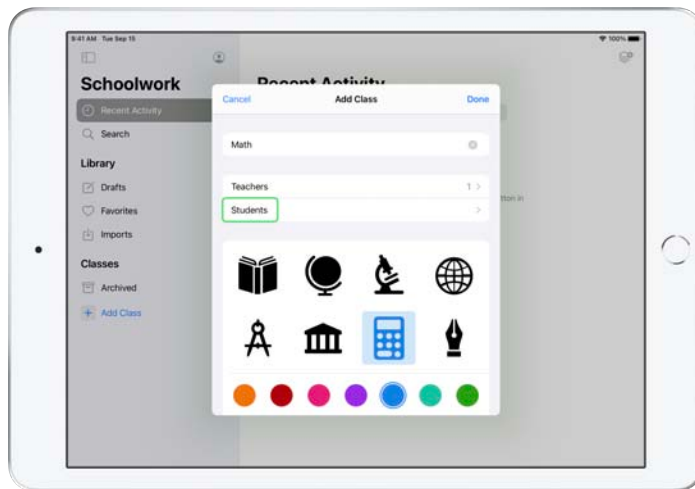 9:41 AM Tue Sep 15
100%
Schoolwork
Recent Activity
Recent Activity
Search
Library
Drafts
Favorites
Imports
Classes
Archived
Add Class
Cancel
Add Class
Done
Math
Teachers
1
Students
tton in